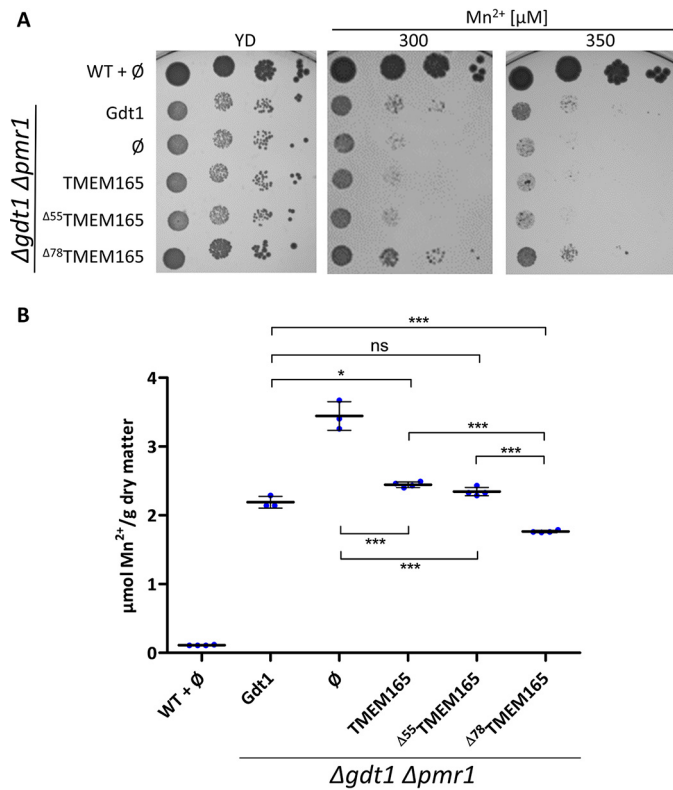 A
Mn²⁺ [µM]
YD 300 350
WT + Ø
Gdt1
Ø
TMEM165
Δ55TMEM165
Δ78TMEM165
Δgdt1 Δpmr1
B
***
ns
*
***
***
***
***
µmol Mn²⁺/g dry matter
4
3
2
1
0
WT + Ø
Gdt1
Ø
TMEM165
Δ55TMEM165
Δ78TMEM165
Δgdt1 Δpmr1